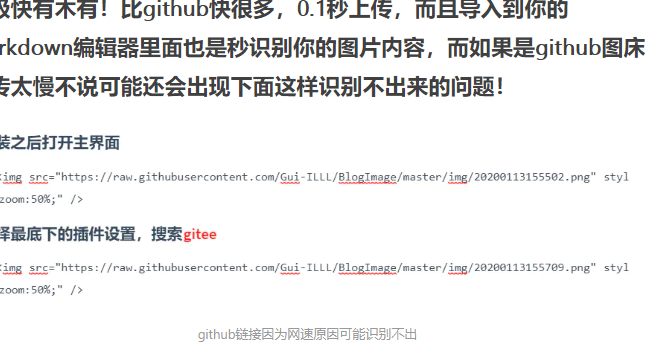 极快有木有！比github快很多，0.1秒上传，而且导入到你的
rkdown编辑器里面也是秒识别你的图片内容，而如果是github图床
传太慢不说可能还会出现下面这样识别不出来的问题！
装之后打开主界面
<img src="https://raw.githubusercontent.com/Gui-ILLL/BlogImage/master/img/20200113155502.png" styl
zoom:50%;" />
择最底下的插件设置，搜索gitee
<img src="https://raw.githubusercontent.com/Gui-ILLL/BlogImage/master/img/20200113155709.png" styl
zoom:50%;" />
github链接因为网速原因可能识别不出